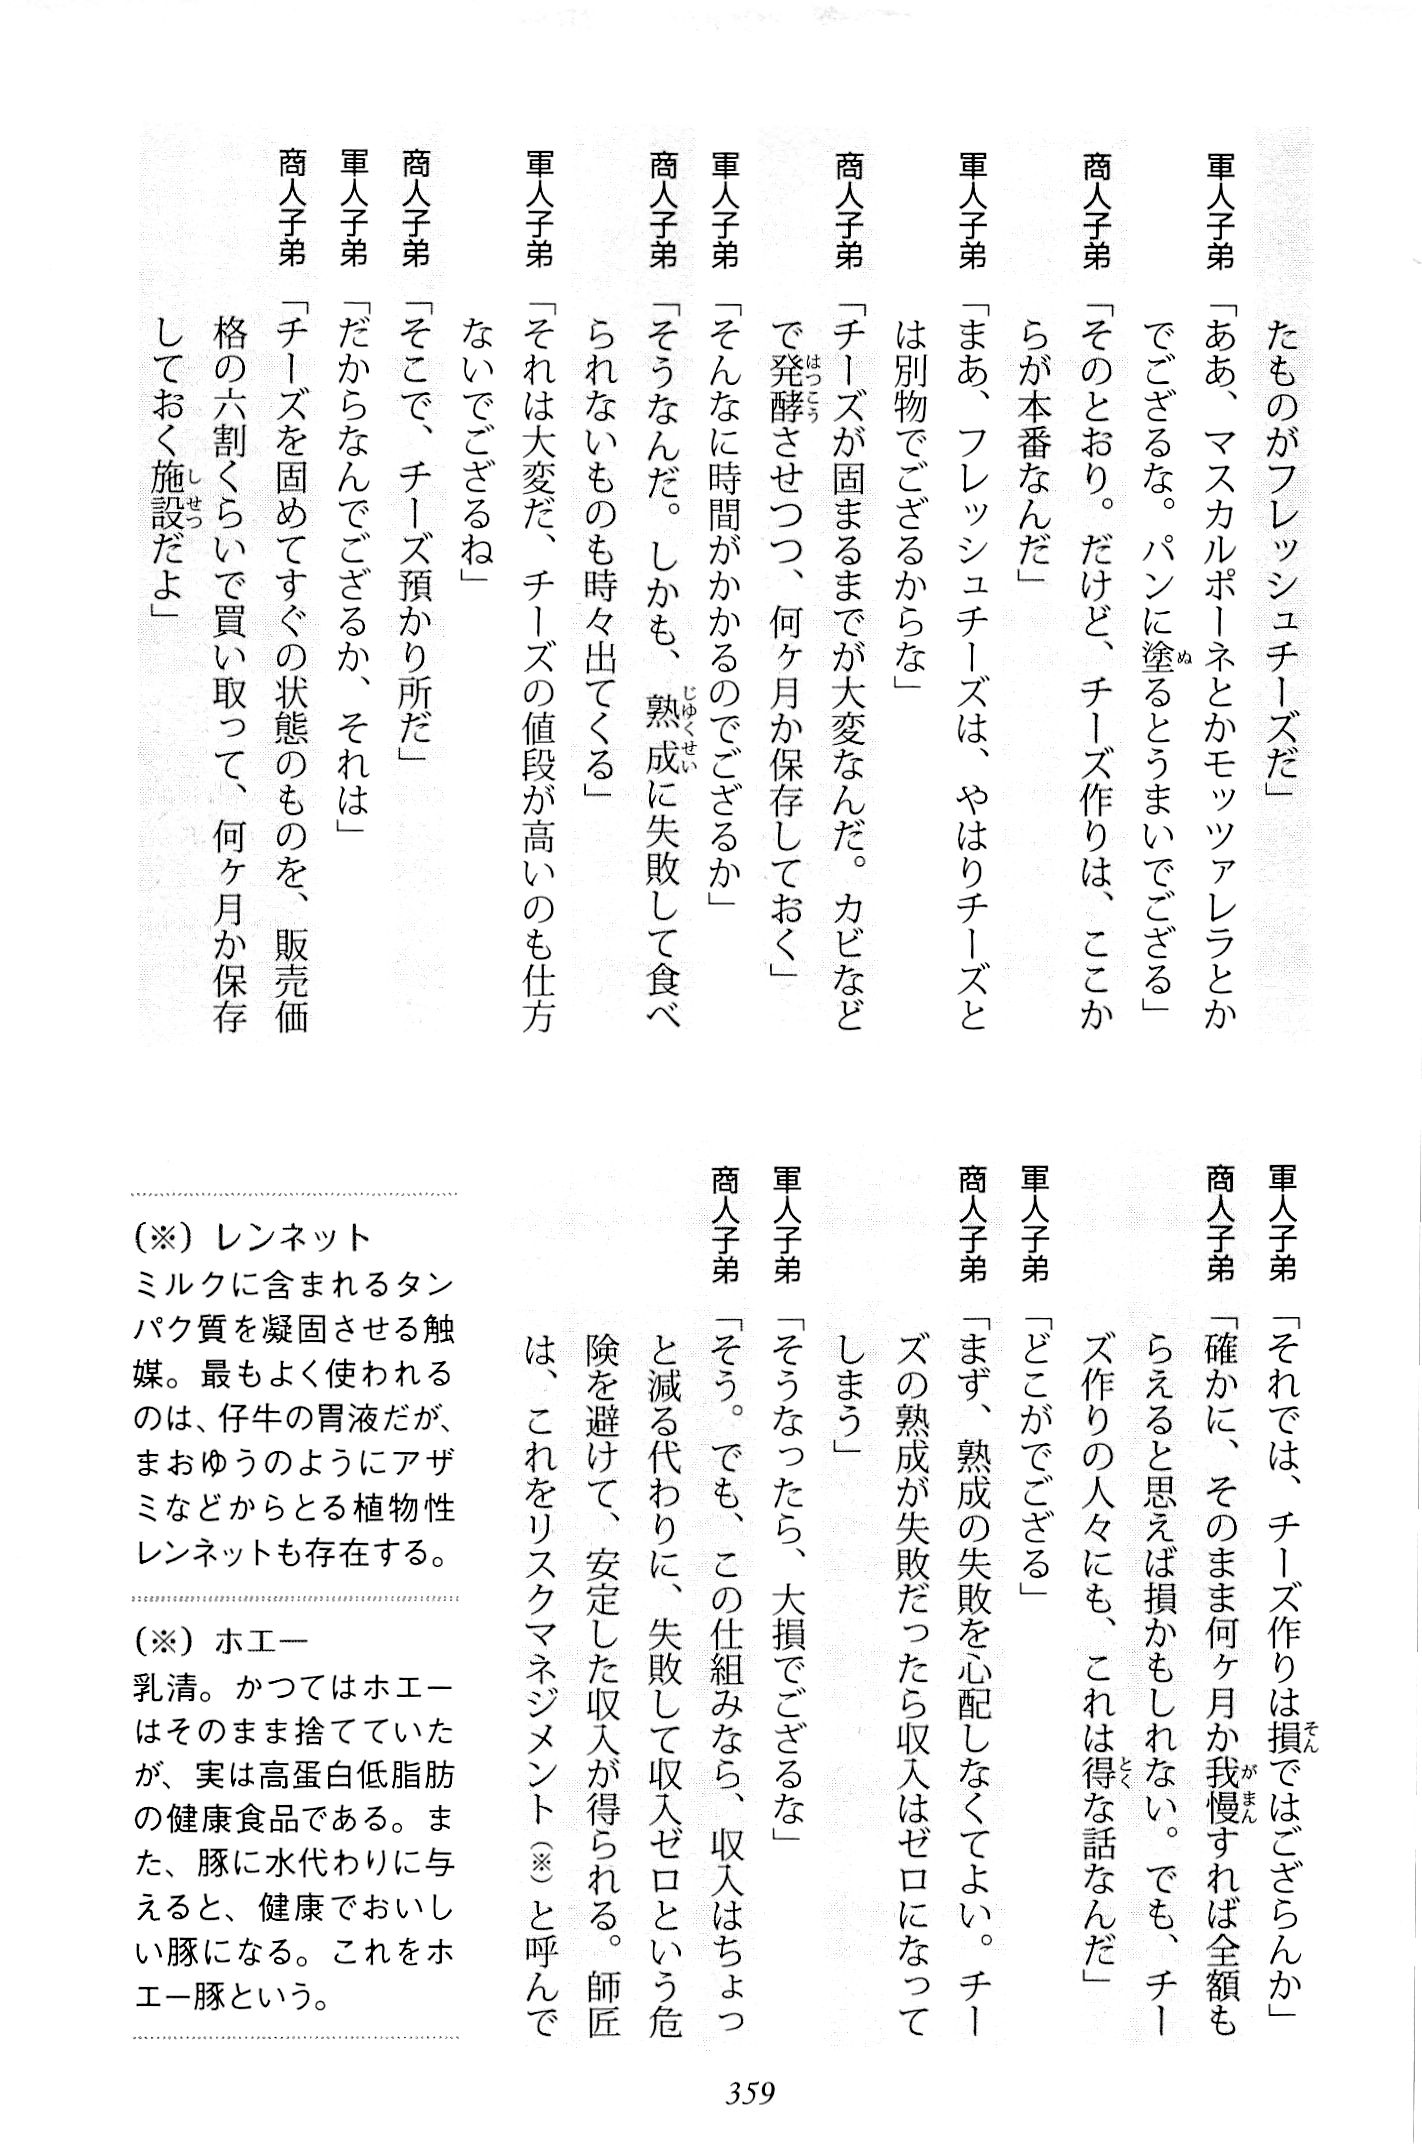 たものがフレッシュチーズだ」
軍人子弟「ああ、マスカルポーネとかモッツァレラとか
でござるな。パンに塗るとうまいでござる」
商人子弟「そのとおり。だけど、チーズ作りは、ここか
らが本番なんだ」
軍人子弟「まあ、フレッシュチーズは、やはりチーズと
は別物でござるからな」
商人子弟「チーズが固まるまでが大変なんだ。カビなど
で発酵させつつ、何ヶ月か保存しておく」
軍人子弟「そんなに時間がかかるのでござるか」
商人子弟「そうなんだ。しかも、熟成に失敗して食べ
られないものも時々出てくる」
軍人子弟「それは大変だ、チーズの値段が高いのも仕方
ないでござるね」
商人子弟「そこで、チーズ預かり所だ」
軍人子弟「だからなんでござるか、それは」
商人子弟「チーズを固めてすぐの状態のものを、販売価
格の六割くらいで買い取って、何ヶ月か保存
しておく施設だよ」
軍人子弟「それでは、チーズ作りは損ではござらんか」
商人子弟「確かに、そのまま何ヶ月か我慢すれば全額も
らえると思えば損かもしれない。でも、チー
ズ作りの人々にも、これは得な話なんだ」
軍人子弟「どこがでござる」
商人子弟「まず、熟成の失敗を心配しなくてよい。チー
ズの熟成が失敗だったら収入はゼロになって
しまう」
軍人子弟「そうなったら、大損でござるな」
商人子弟「そう。でも、この仕組みなら、収入はちょっ
と減る代わりに、失敗して収入ゼロという危
険を避けて、安定した収入が得られる。師匠
は、これをリスクマネジメント（※）と呼んで
（※）レンネット
ミルクに含まれるタン
パク質を凝固させる触
媒。最もよく使われる
のは、仔牛の胃液だが、
まおゆうのようにアザ
ミなどからとる植物性
レンネットも存在する。
（※）ホエー
乳清。かつてはホエー
はそのまま捨てていた
が、実は高蛋白低脂肪
の健康食品である。ま
た、豚に水代わりに与
えると、健康でおいし
い豚になる。これをホ
エー豚という。
359